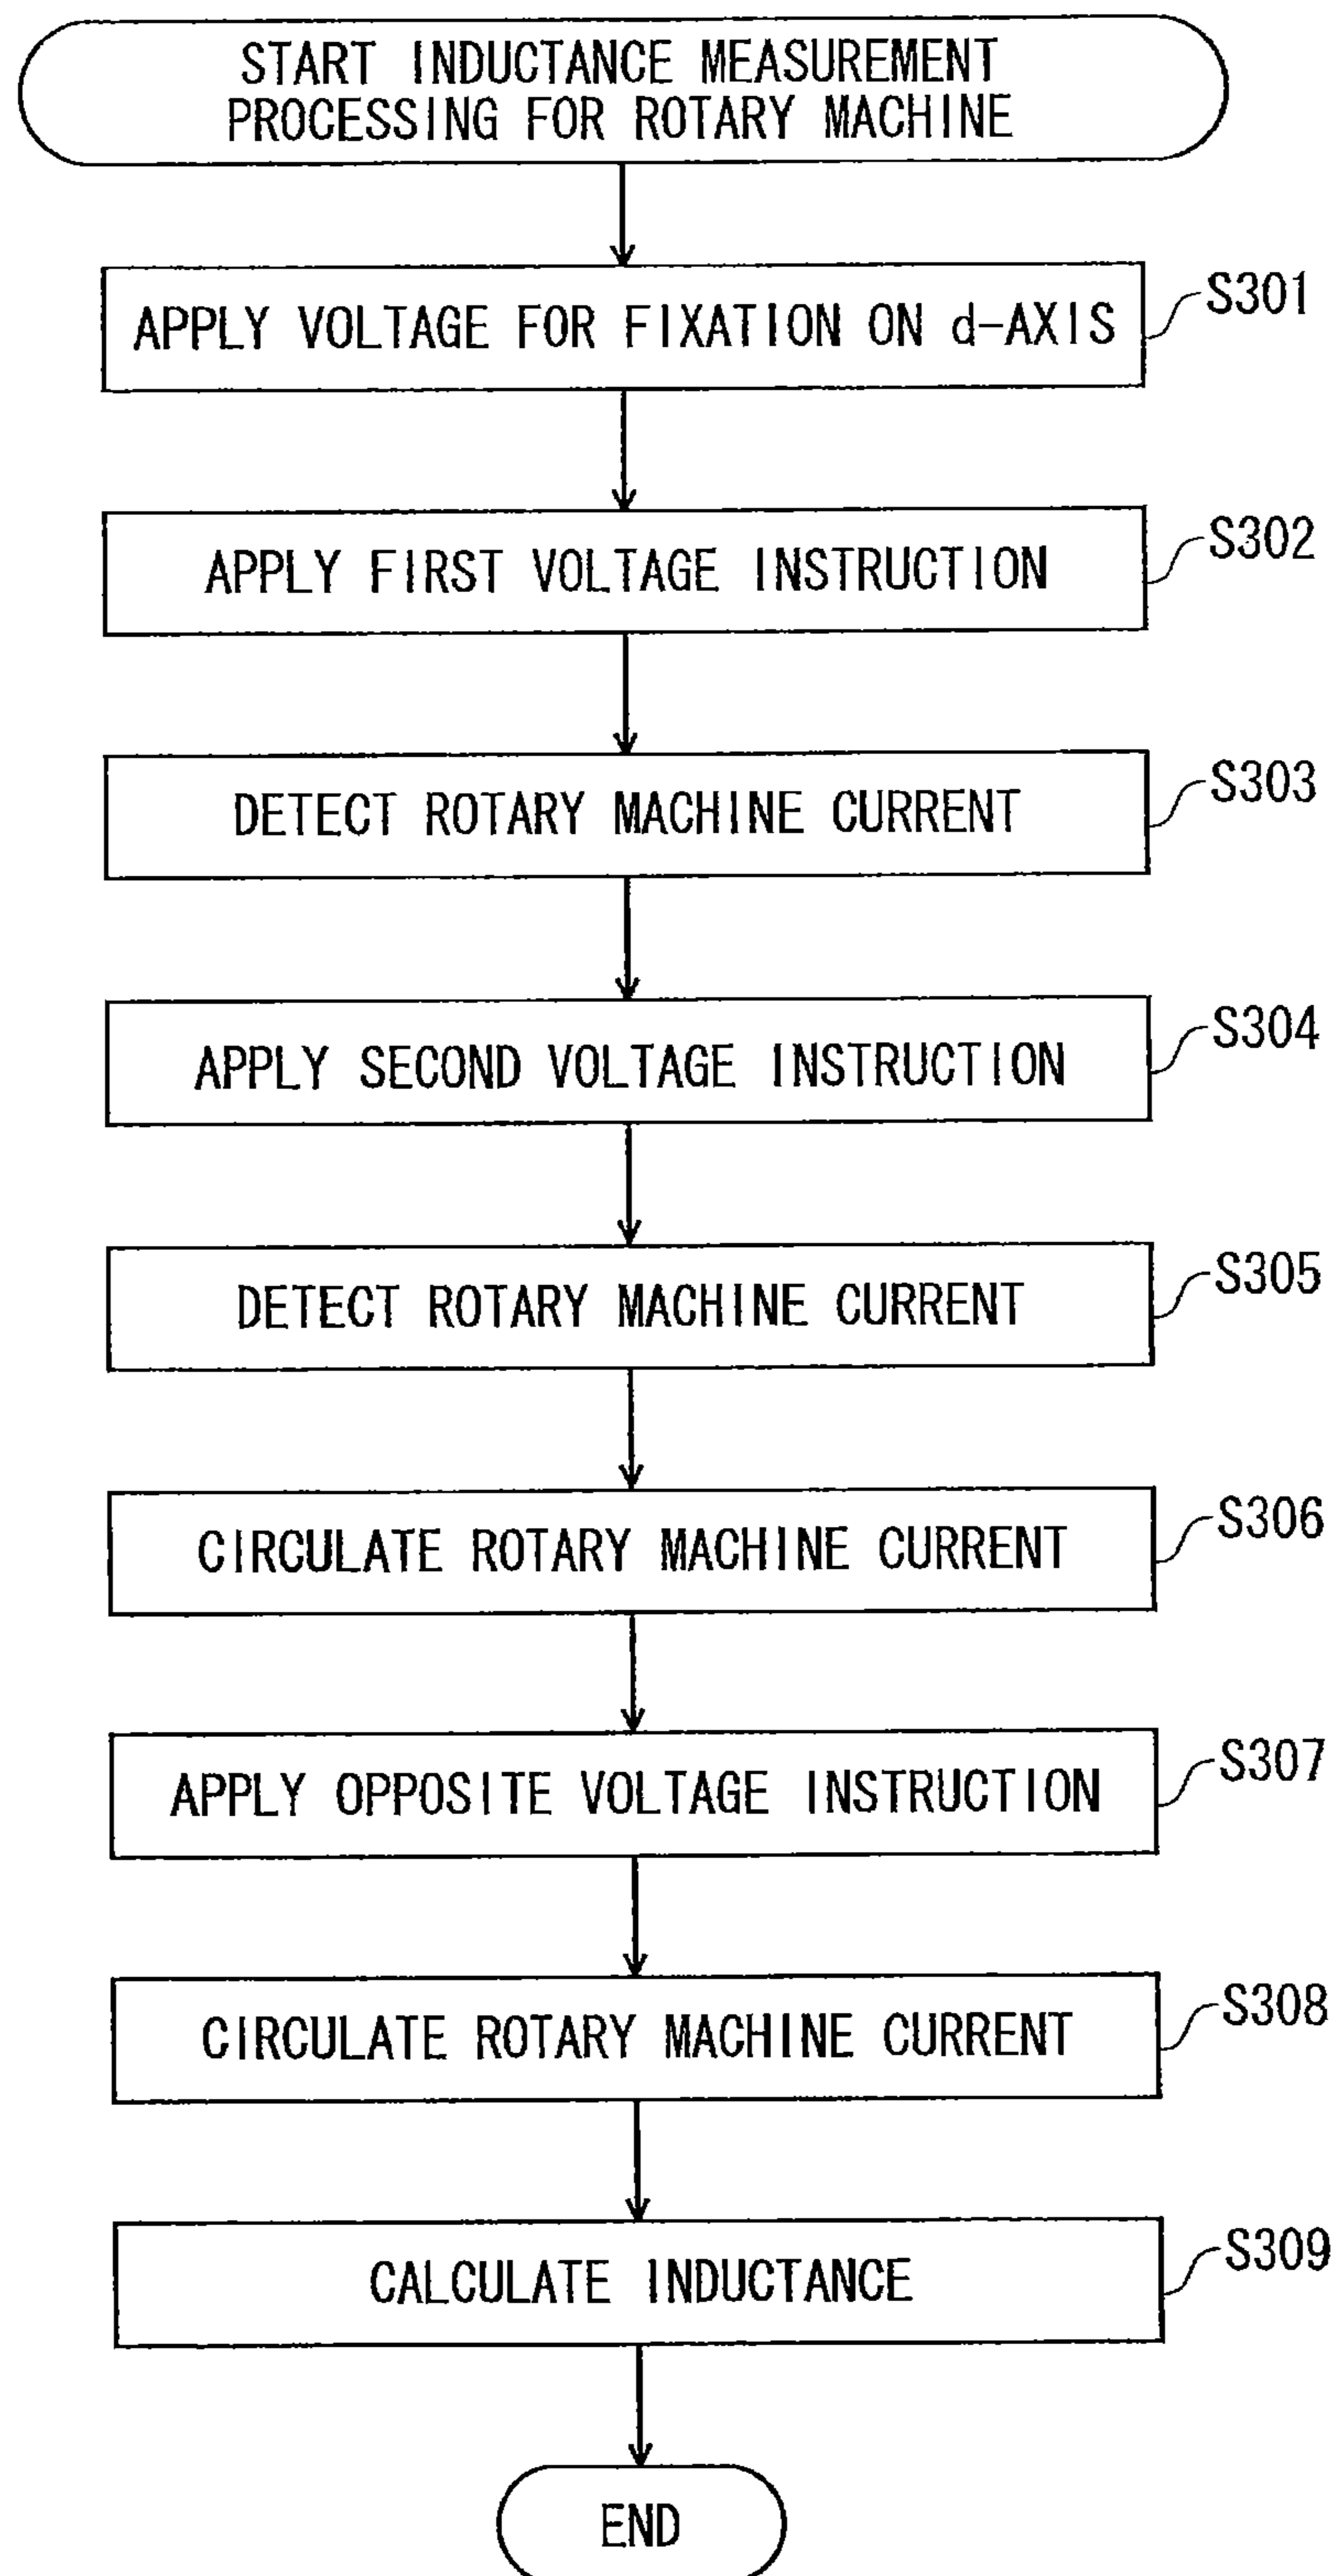 START INDUCTANCE MEASUREMENT
PROCESSING FOR ROTARY MACHINE
APPLY VOLTAGE FOR FIXATION ON d-AXIS
S301
APPLY FIRST VOLTAGE INSTRUCTION
S302
DETECT ROTARY MACHINE CURRENT
S303
APPLY SECOND VOLTAGE INSTRUCTION
S304
DETECT ROTARY MACHINE CURRENT
S305
CIRCULATE ROTARY MACHINE CURRENT
S306
APPLY OPPOSITE VOLTAGE INSTRUCTION
S307
CIRCULATE ROTARY MACHINE CURRENT
S308
CALCULATE INDUCTANCE
S309
END